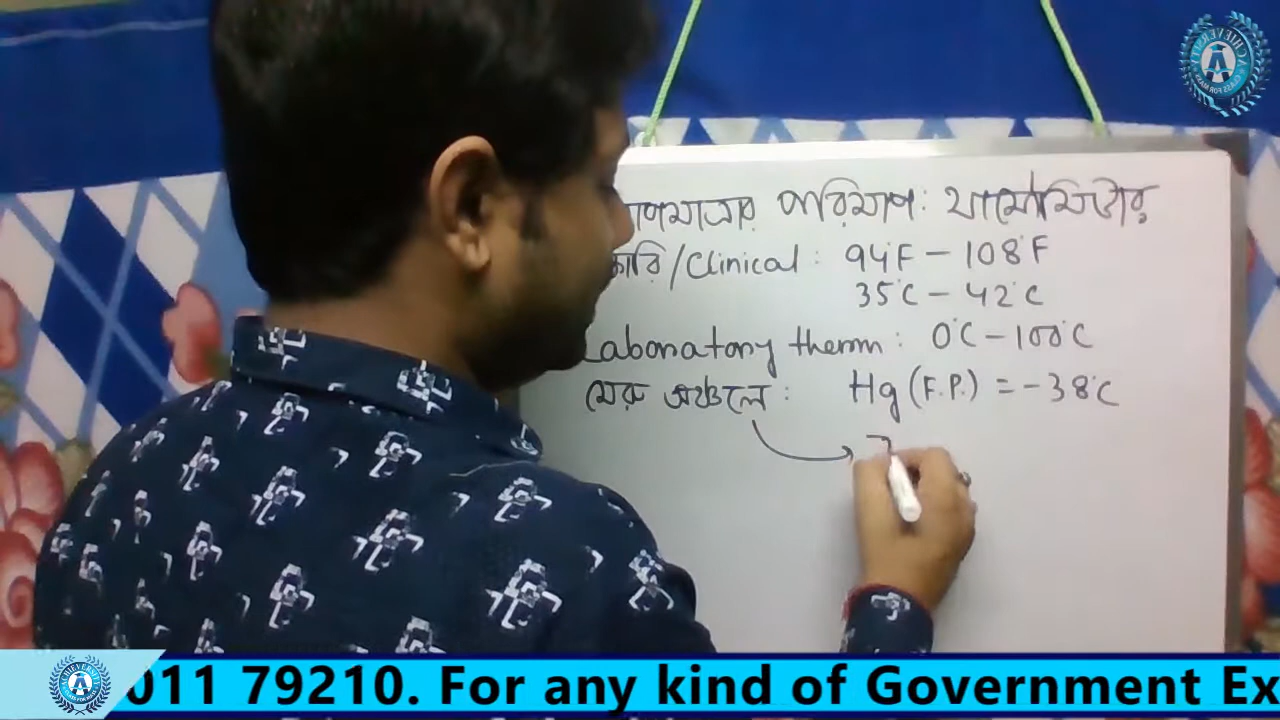 পরিমাপ: থার্মোমিটার
/Clinical : 94°F – 108°F
35°C – 42°C
Laboratory therm : 0°C – 100°C
মেরু অঞ্চলে : Hg (F.P.) = – 38°C
011 79210. For any kind of Government Ex